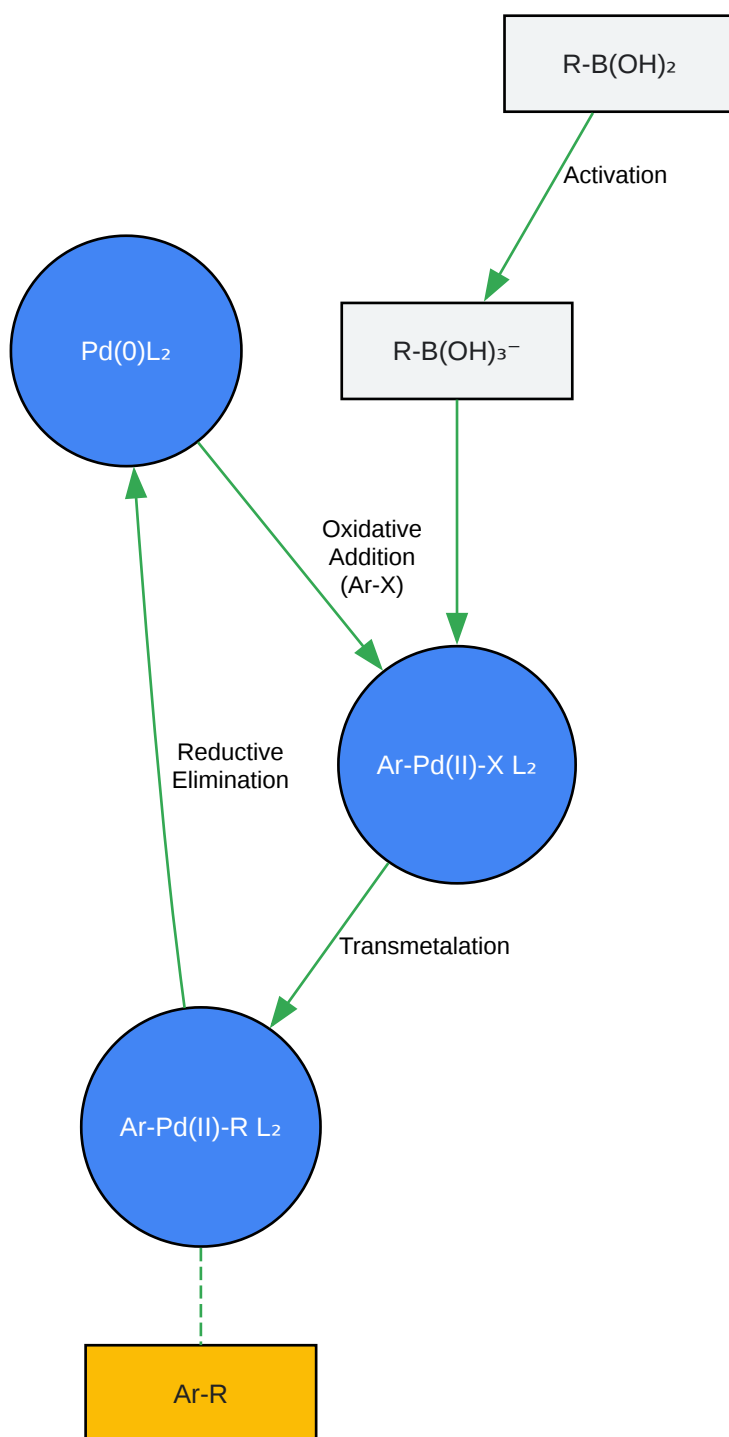 R-B(OH)₂
Activation
Pd(0)L₂
R-B(OH)₃⁻
Oxidative
Addition
(Ar-X)
Reductive
Elimination
Ar-Pd(II)-X L₂
Transmetalation
Ar-Pd(II)-R L₂
Ar-R